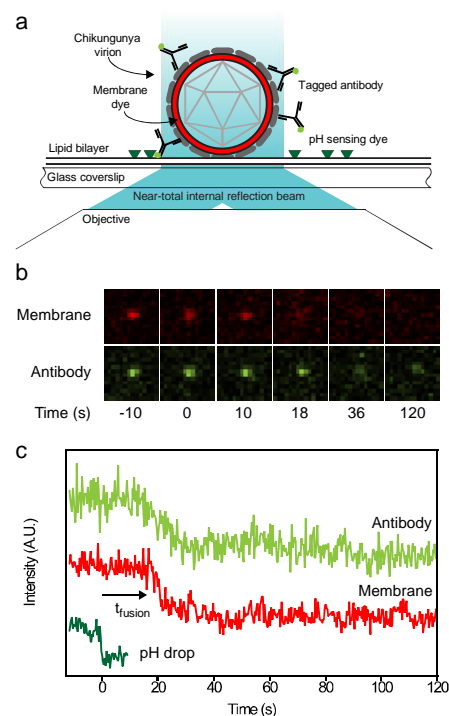 a
Chikungunya
virion
Membrane
dye
Tagged antibody
pH sensing dye
Lipid bilayer
Glass coverslip
Near-total internal reflection beam
Objective
b
Membrane
Antibody
Time (s) -10 0 10 18 36 120
c
Intensity (A.U.)
Antibody
Membrane
tfusion
pH drop
0 20 40 60 80 100 120
Time (s)